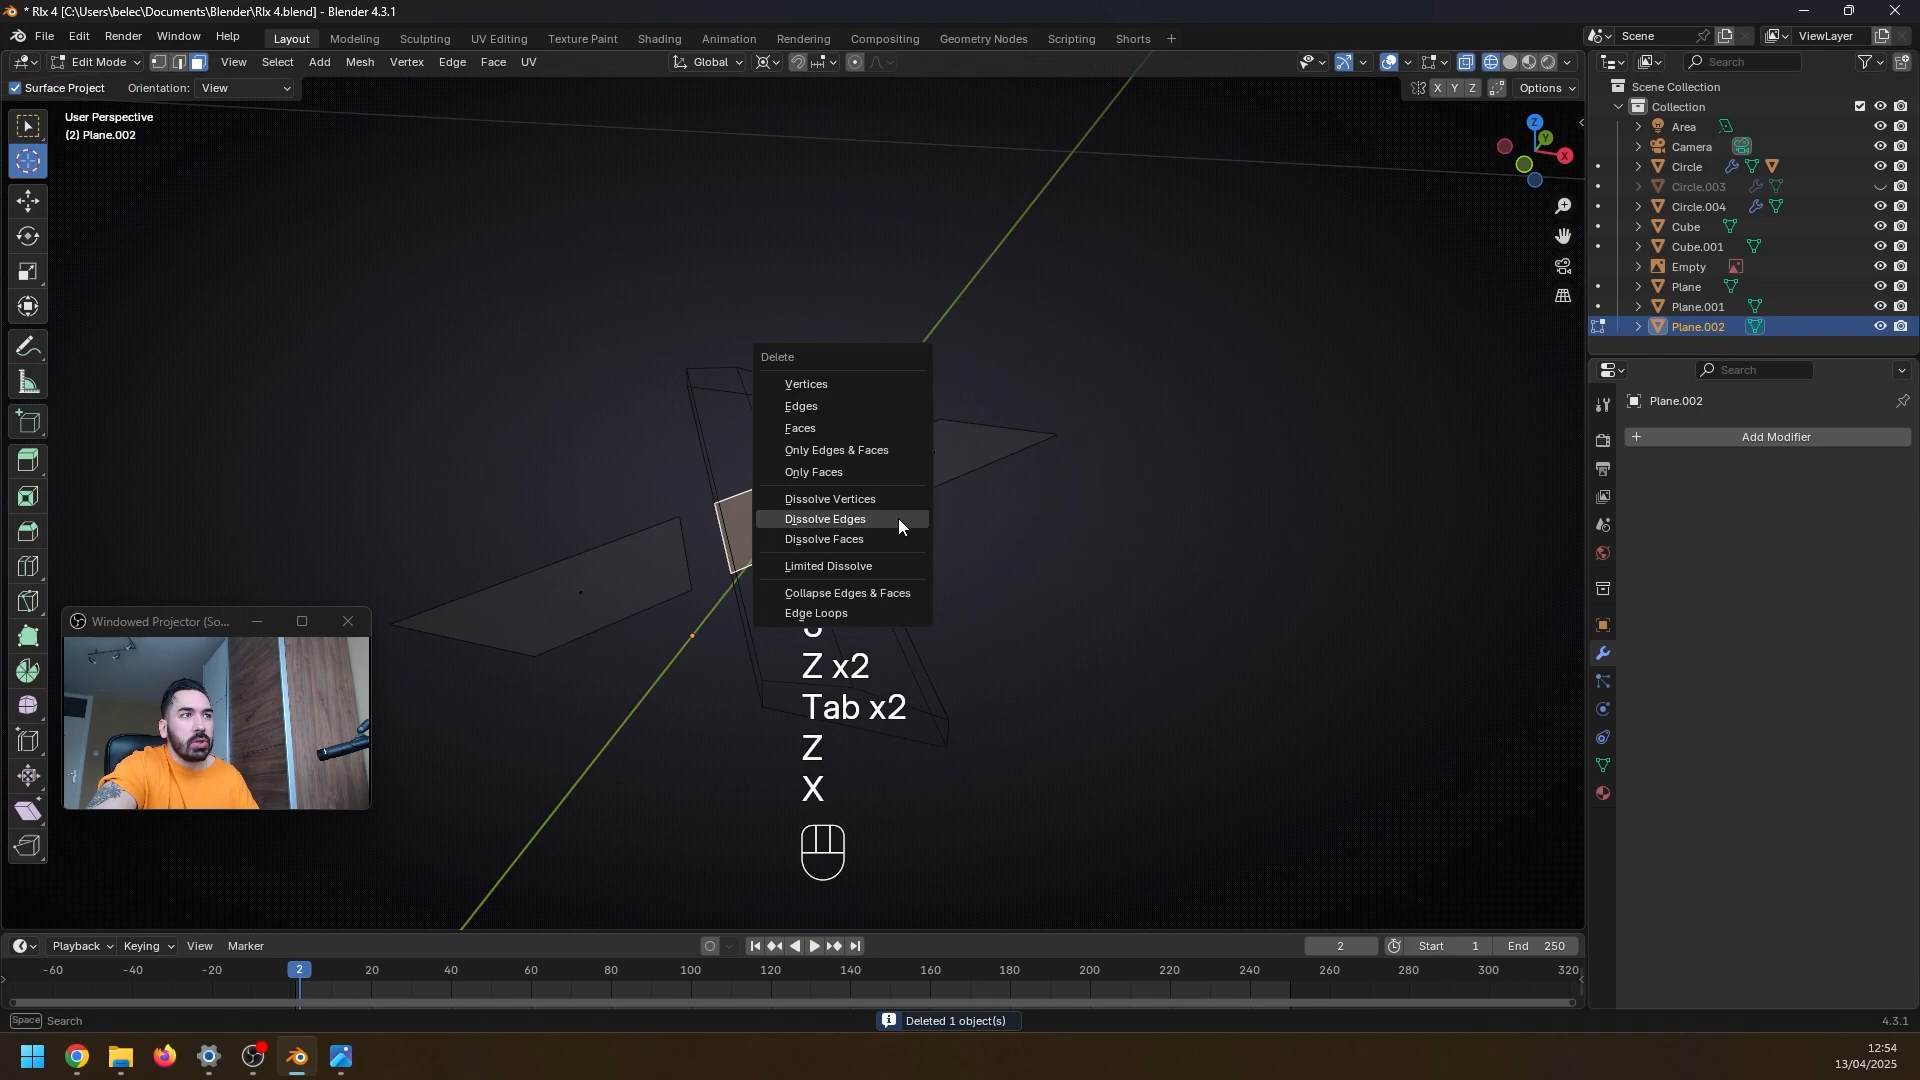 * Rlx 4 [C:\Users\belec\Documents\Blender\Rlx 4.blend] - Blender 4.3.1
File Edit Render Window Help Layout Modeling Sculpting UV Editing Texture Paint Shading Animation Rendering Compositing Geometry Nodes Scripting Shorts + Scene ViewLayer
Edit Mode View Select Add Mesh Vertex Edge Face UV Global Search
Surface Project Orientation: View X Y Z Options
Scene Collection
Collection
Area
Camera
Circle
Circle.003
Circle.004
Cube
Cube.001
Empty
Plane
Plane.001
Plane.002
User Perspective
(2) Plane.002
Z
Y
X
Search
Plane.002
+ Add Modifier
Delete
Vertices
Edges
Faces
Only Edges & Faces
Only Faces
Dissolve Vertices
Dissolve Edges
Dissolve Faces
Limited Dissolve
Collapse Edges & Faces
Edge Loops
Z x2
Tab x2
Z
X
Windowed Projector (So...
Playback Keying View Marker 2 Start 1 End 250
-60 -40 -20 2 20 40 60 80 100 120 140 160 180 200 220 240 260 280 300 320
Space Search Deleted 1 object(s) 4.3.1
12:54
13/04/2025